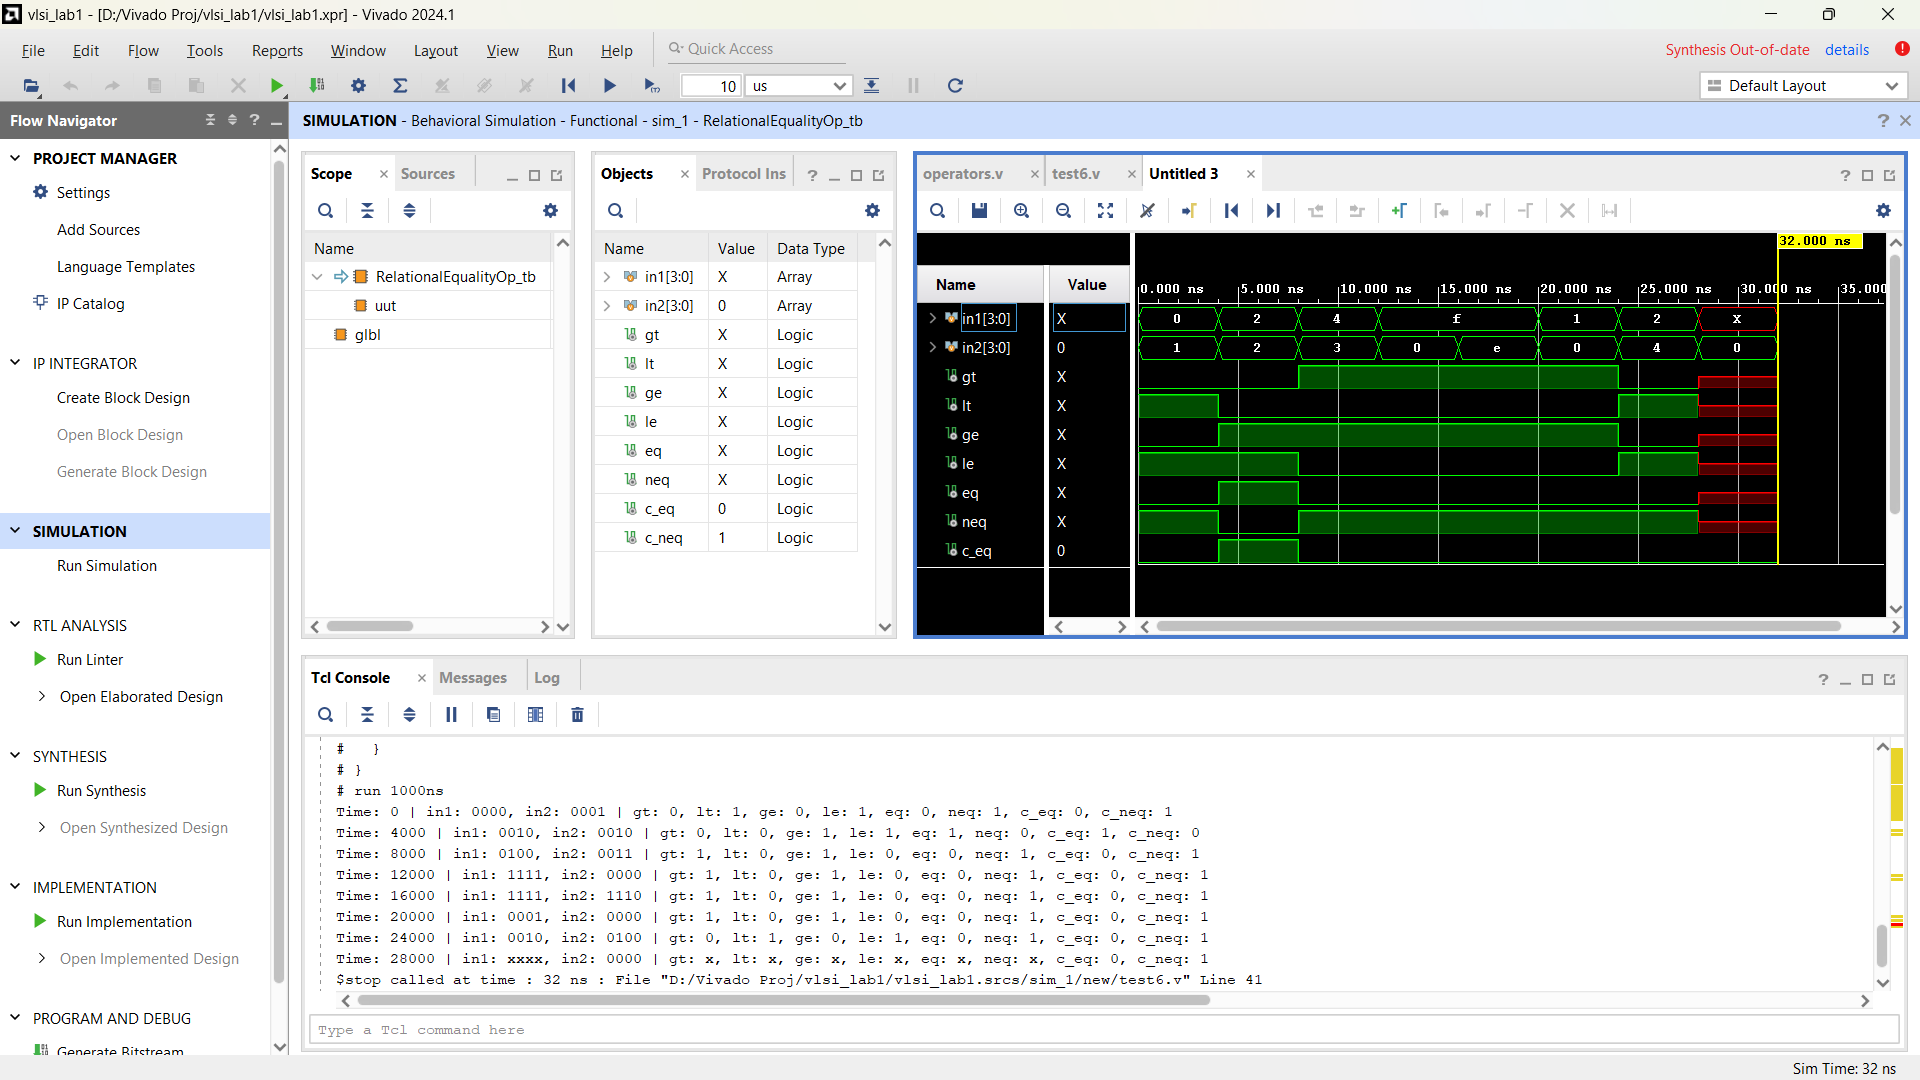 vlsi_lab1 - [D:/Vivado Proj/vlsi_lab1/vlsi_lab1.xpr] - Vivado 2024.1
File Edit Flow Tools Reports Window Layout View Run Help Quick Access
Synthesis Out-of-date details
10 us
Default Layout
Flow Navigator
SIMULATION - Behavioral Simulation - Functional - sim_1 - RelationalEqualityOp_tb
PROJECT MANAGER
Settings
Add Sources
Language Templates
IP Catalog
IP INTEGRATOR
Create Block Design
Open Block Design
Generate Block Design
SIMULATION
Run Simulation
RTL ANALYSIS
Run Linter
Open Elaborated Design
SYNTHESIS
Run Synthesis
Open Synthesized Design
IMPLEMENTATION
Run Implementation
Open Implemented Design
PROGRAM AND DEBUG
Generate Bitstream
Scope Sources
Name
RelationalEqualityOp_tb
uut
glbl
Objects Protocol Ins
Name Value Data Type
in1[3:0] X Array
in2[3:0] 0 Array
gt X Logic
lt X Logic
ge X Logic
le X Logic
eq X Logic
neq X Logic
c_eq 0 Logic
c_neq 1 Logic
operators.v test6.v Untitled 3
32.000 ns
Name Value
0.000 ns 5.000 ns 10.000 ns 15.000 ns 20.000 ns 25.000 ns 30.000 ns 35.000
in1[3:0] X 0 2 4 f 1 2 X
in2[3:0] 0 1 2 3 0 e 0 4 0
gt X
lt X
ge X
le X
eq X
neq X
c_eq 0
Tcl Console Messages Log
# }
# }
# run 1000ns
Time: 0 | in1: 0000, in2: 0001 | gt: 0, lt: 1, ge: 0, le: 1, eq: 0, neq: 1, c_eq: 0, c_neq: 1
Time: 4000 | in1: 0010, in2: 0010 | gt: 0, lt: 0, ge: 1, le: 1, eq: 1, neq: 0, c_eq: 1, c_neq: 0
Time: 8000 | in1: 0100, in2: 0011 | gt: 1, lt: 0, ge: 1, le: 0, eq: 0, neq: 1, c_eq: 0, c_neq: 1
Time: 12000 | in1: 1111, in2: 0000 | gt: 1, lt: 0, ge: 1, le: 0, eq: 0, neq: 1, c_eq: 0, c_neq: 1
Time: 16000 | in1: 1111, in2: 1110 | gt: 1, lt: 0, ge: 1, le: 0, eq: 0, neq: 1, c_eq: 0, c_neq: 1
Time: 20000 | in1: 0001, in2: 0000 | gt: 1, lt: 0, ge: 1, le: 0, eq: 0, neq: 1, c_eq: 0, c_neq: 1
Time: 24000 | in1: 0010, in2: 0100 | gt: 0, lt: 1, ge: 0, le: 1, eq: 0, neq: 1, c_eq: 0, c_neq: 1
Time: 28000 | in1: xxxx, in2: 0000 | gt: x, lt: x, ge: x, le: x, eq: x, neq: x, c_eq: 0, c_neq: 1
$stop called at time : 32 ns : File "D:/Vivado Proj/vlsi_lab1/vlsi_lab1.srcs/sim_1/new/test6.v" Line 41
Type a Tcl command here
Sim Time: 32 ns